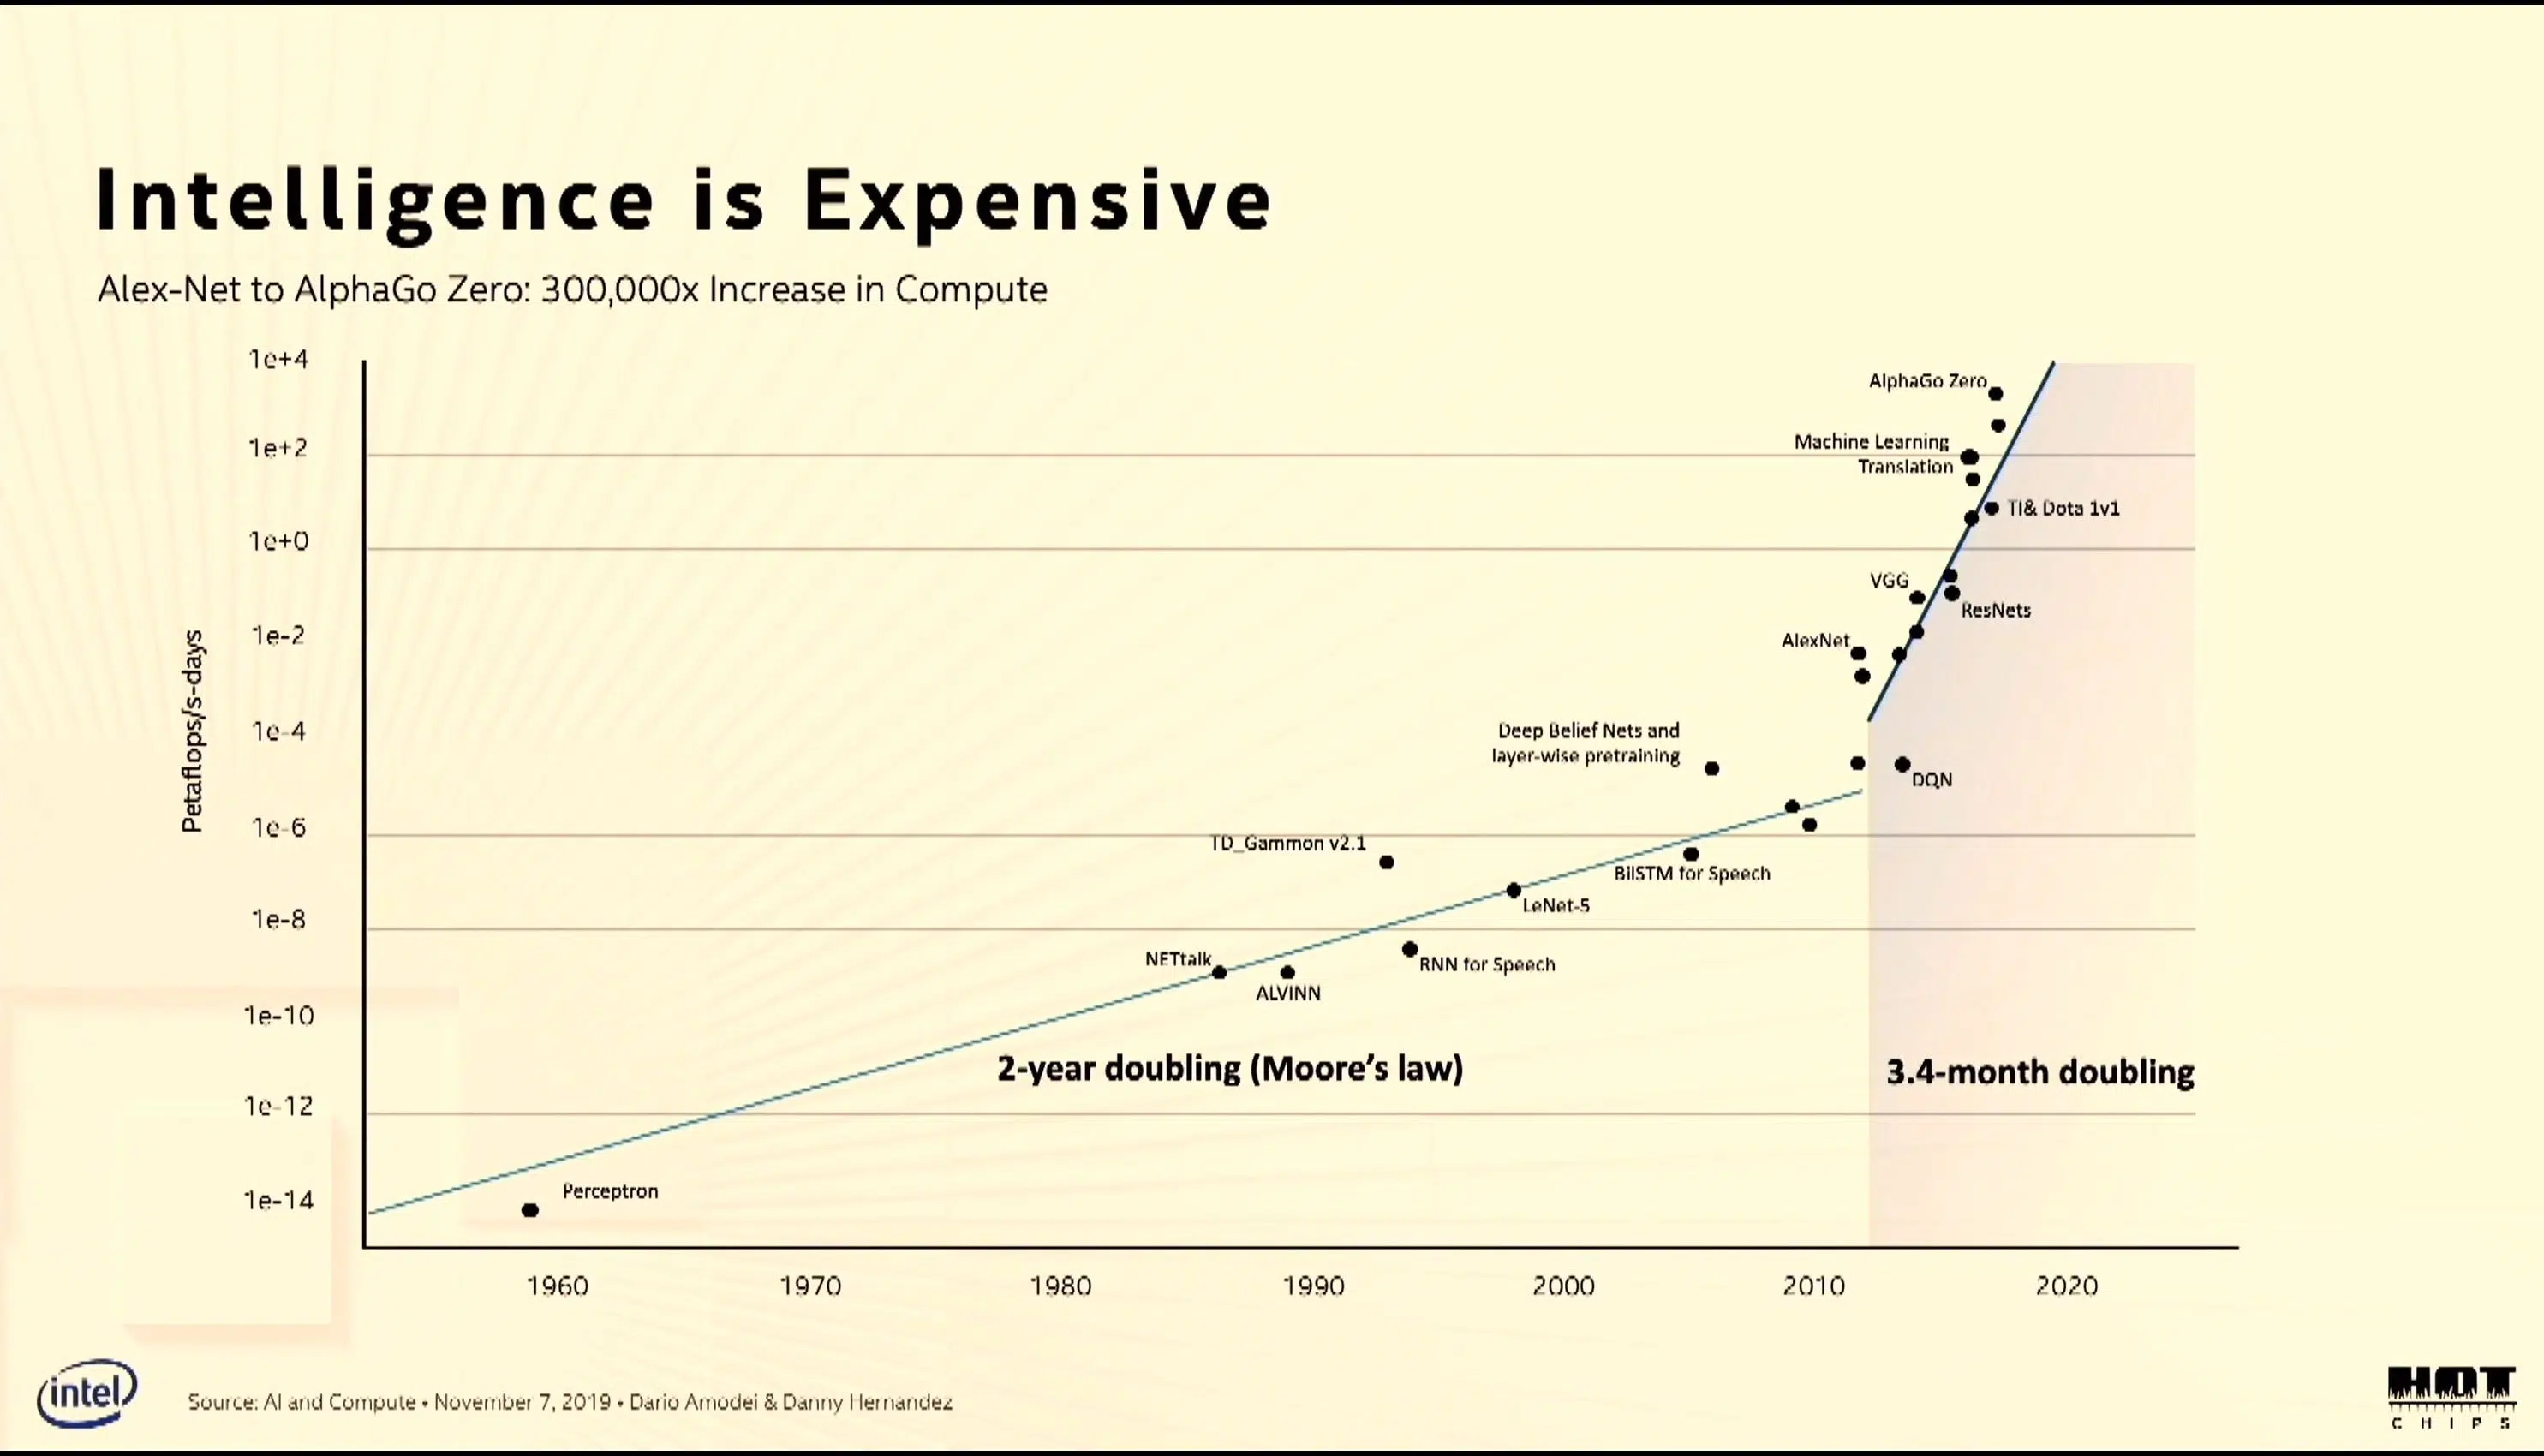 Intelligence is Expensive
Alex-Net to AlphaGo Zero: 300,000x Increase in Compute
1e+4
1e+2
1e+0
1e-2
1e-4
1e-6
1e-8
1e-10
1e-12
1e-14
Petaflops/s-days
AlphaGo Zero
Machine Learning
Translation
TI& Dota 1v1
VGG
ResNets
AlexNet
Deep Belief Nets and
layer-wise pretraining
DQN
TD_Gammon v2.1
BilSTM for Speech
LeNet-5
NETtalk
RNN for Speech
ALVINN
2-year doubling (Moore's law)
3.4-month doubling
Perceptron
1960
1970
1980
1990
2000
2010
2020
intel
Source: AI and Compute • November 7, 2019 • Dario Amodei & Danny Hernandez
HOT
CHIPS